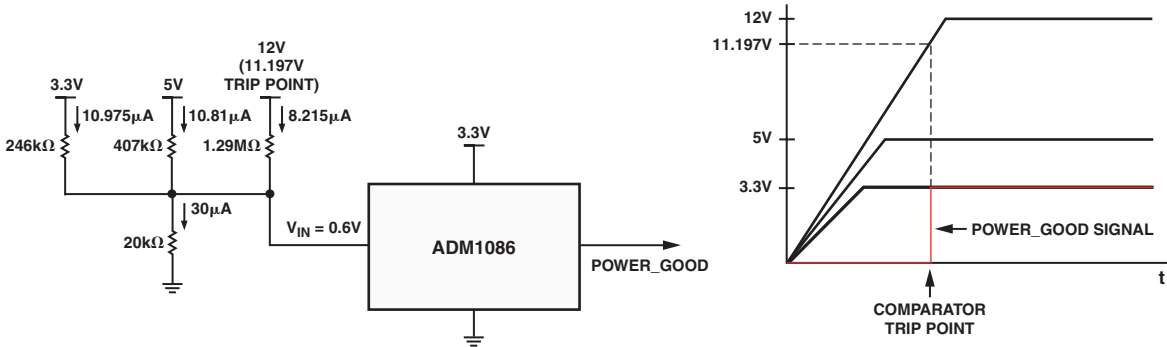 12V
(11.197V
TRIP POINT)
3.3V
5V
10.975µA
10.81µA
8.215µA
246kΩ
407kΩ
1.29MΩ
3.3V
30µA
20kΩ
VIN = 0.6V
ADM1086
POWER_GOOD
12V
11.197V
5V
3.3V
POWER_GOOD SIGNAL
t
COMPARATOR
TRIP POINT